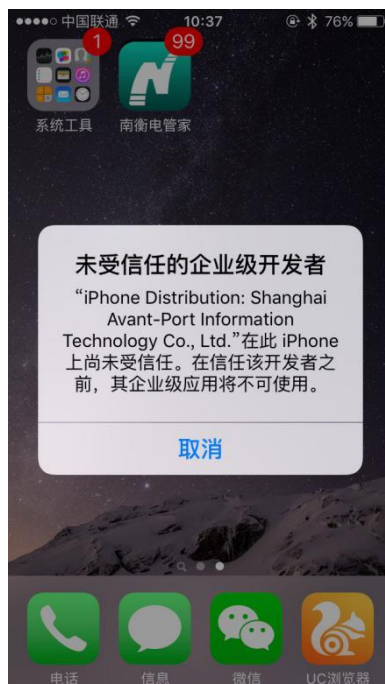 中国联通 10:37 76%
1 99
系统工具 南衡电管家
未受信任的企业级开发者
“iPhone Distribution: Shanghai
Avant-Port Information
Technology Co., Ltd.”在此 iPhone
上尚未受信任。在信任该开发者之
前，其企业级应用将不可使用。
取消
电话 信息 微信 UC浏览器